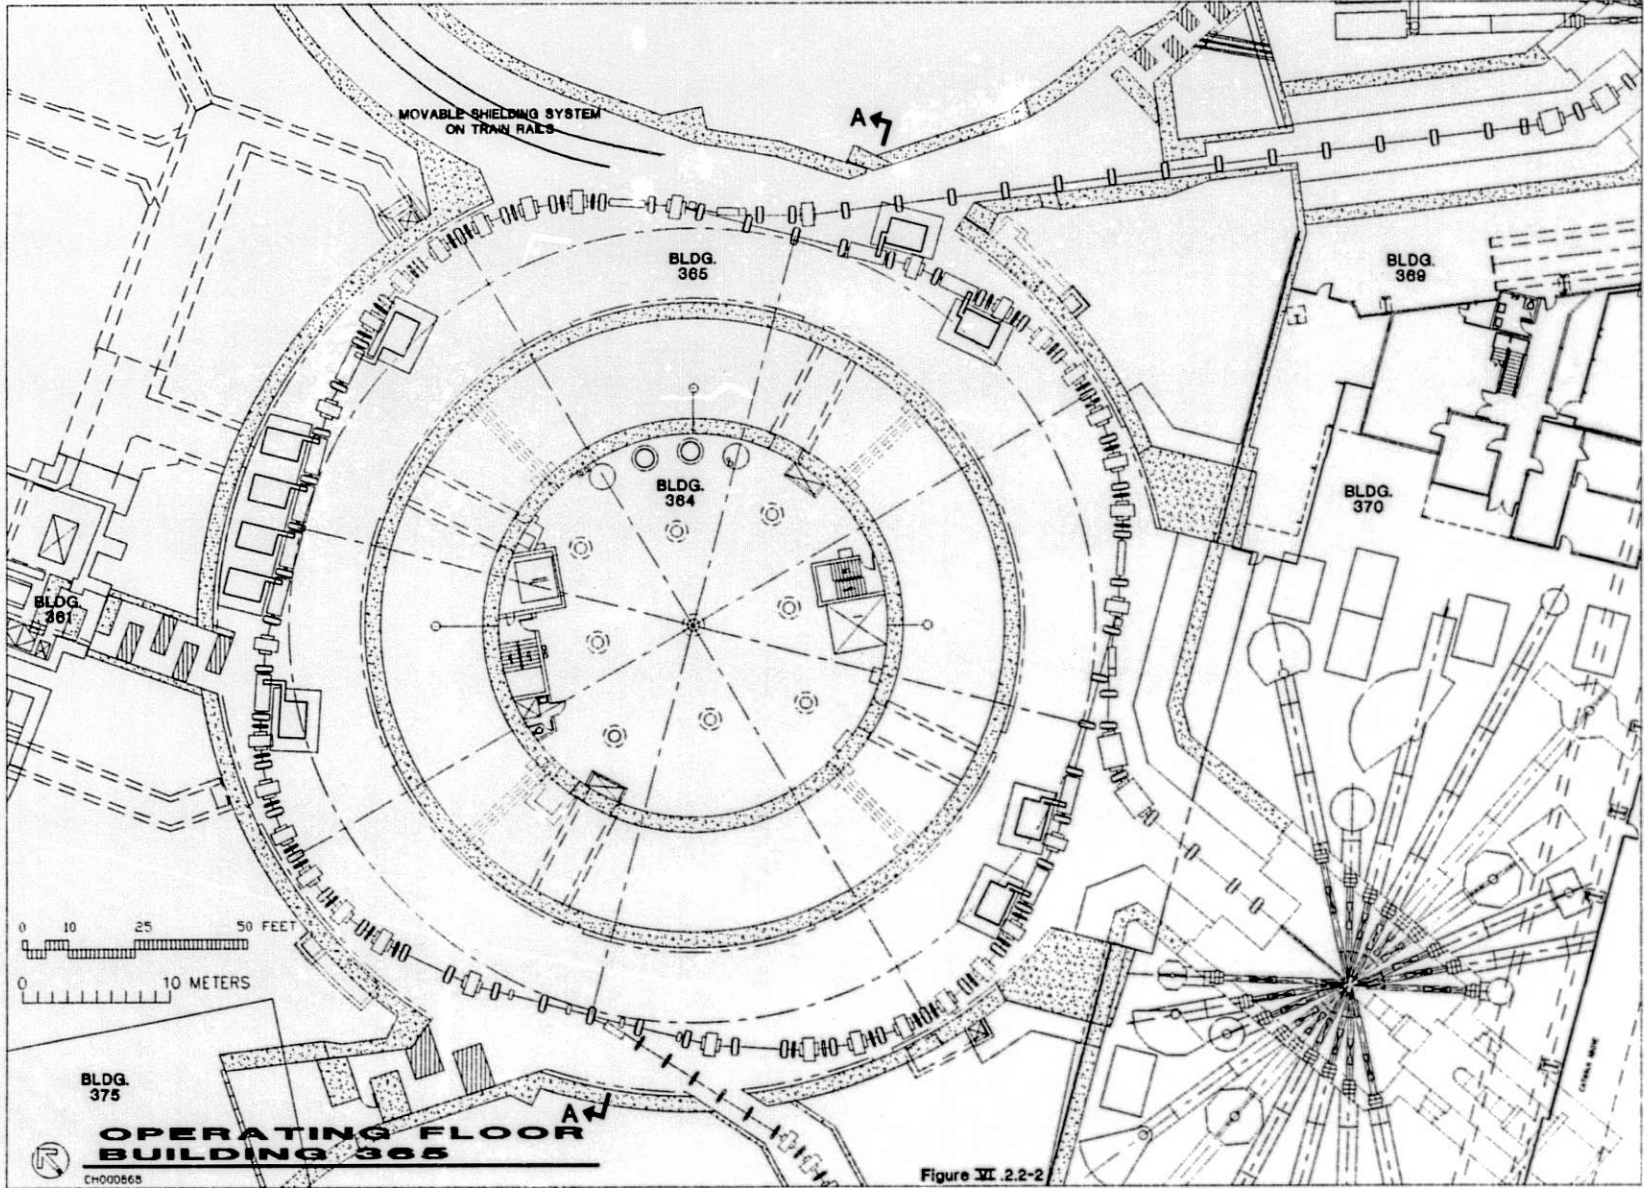 MOVABLE SHIELDING SYSTEM
ON TRAIN RAILS
A
BLDG.
365
BLDG.
369
BLDG.
364
BLDG.
370
BLDG.
361
0 10 25 50 FEET
0 10 METERS
BLDG.
375
A
OPERATING FLOOR
BUILDING 365
CH000868
Figure VI .2.2-2